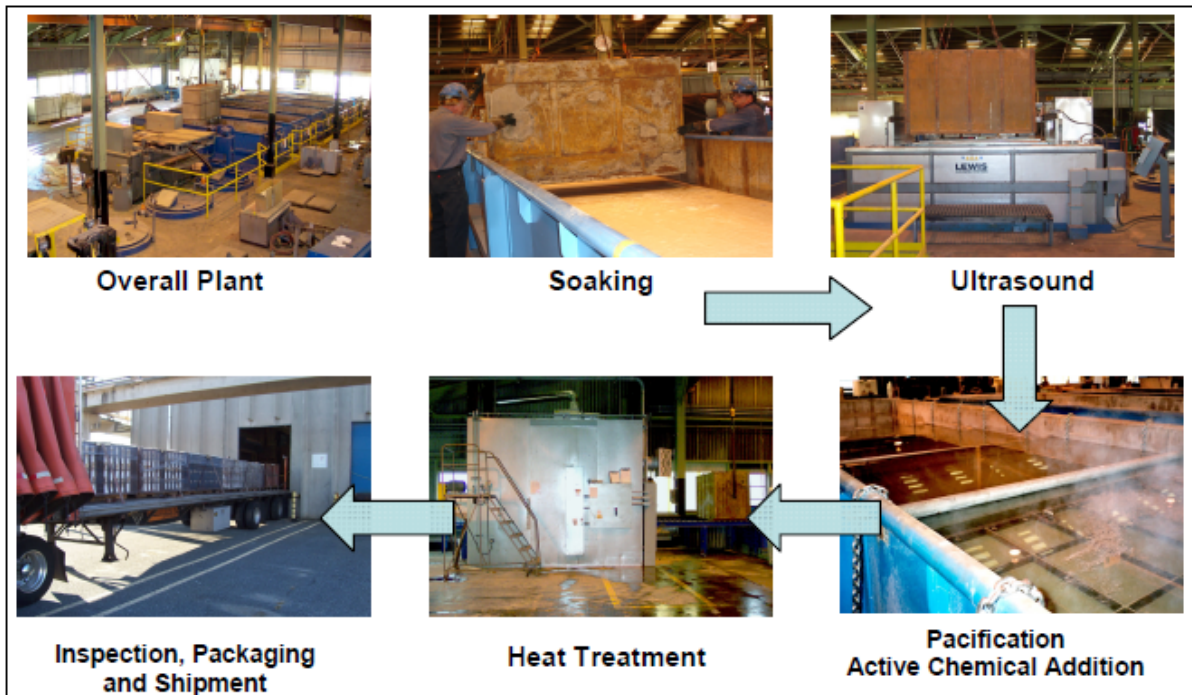 Overall Plant
Soaking
Ultrasound
LEWIS
Inspection, Packaging
and Shipment
Heat Treatment
Pacification
Active Chemical Addition